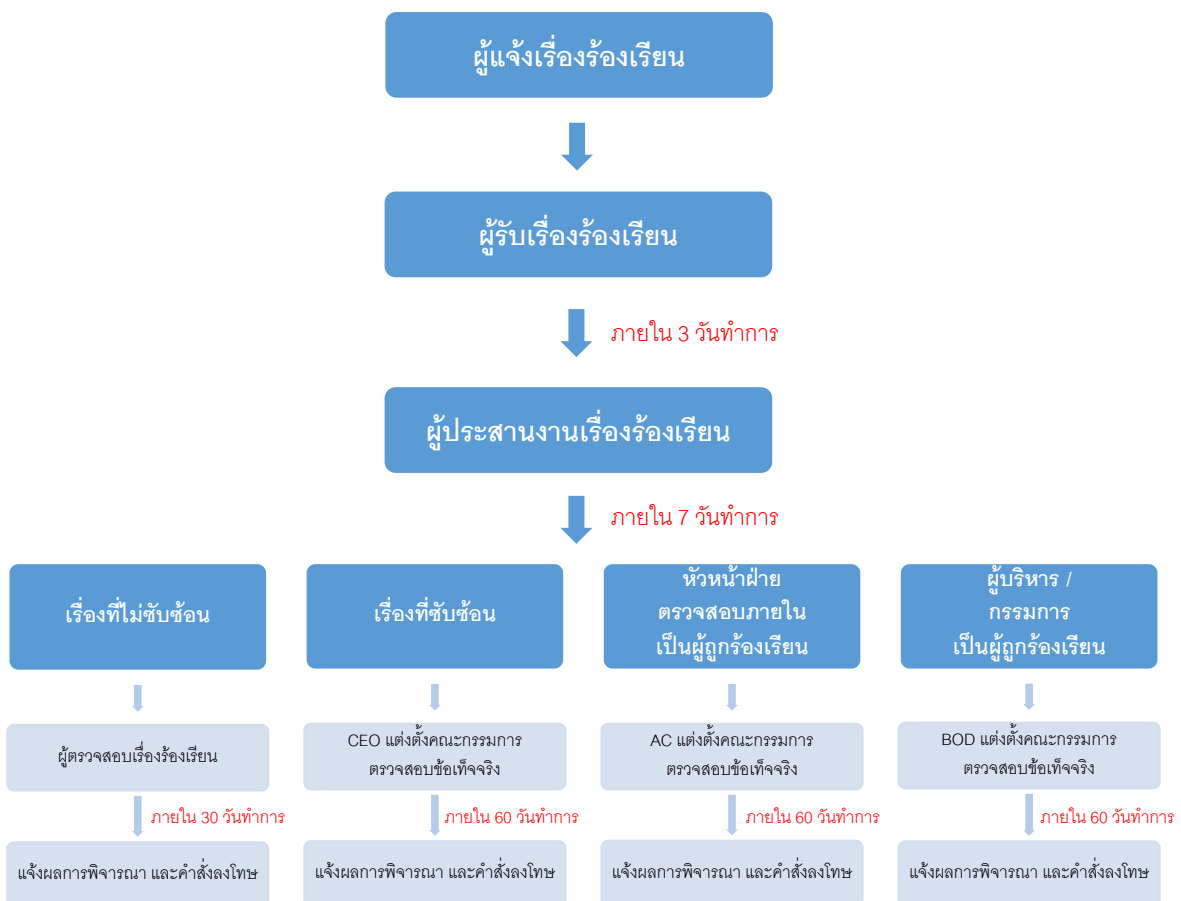 ผู้แจ้งเรื่องร้องเรียน
ผู้รับเรื่องร้องเรียน
ภายใน 3 วันทำการ
ผู้ประสานงานเรื่องร้องเรียน
ภายใน 7 วันทำการ
เรื่องที่ไม่ซับซ้อน
เรื่องที่ซับซ้อน
หัวหน้าฝ่าย
ตรวจสอบภายใน
เป็นผู้ถูกร้องเรียน
ผู้บริหาร /
กรรมการ
เป็นผู้ถูกร้องเรียน
ผู้ตรวจสอบเรื่องร้องเรียน
CEO แต่งตั้งคณะกรรมการ
ตรวจสอบข้อเท็จจริง
AC แต่งตั้งคณะกรรมการ
ตรวจสอบข้อเท็จจริง
BOD แต่งตั้งคณะกรรมการ
ตรวจสอบข้อเท็จจริง
ภายใน 30 วันทำการ
ภายใน 60 วันทำการ
ภายใน 60 วันทำการ
ภายใน 60 วันทำการ
แจ้งผลการพิจารณา และคำสั่งลงโทษ
แจ้งผลการพิจารณา และคำสั่งลงโทษ
แจ้งผลการพิจารณา และคำสั่งลงโทษ
แจ้งผลการพิจารณา และคำสั่งลงโทษ